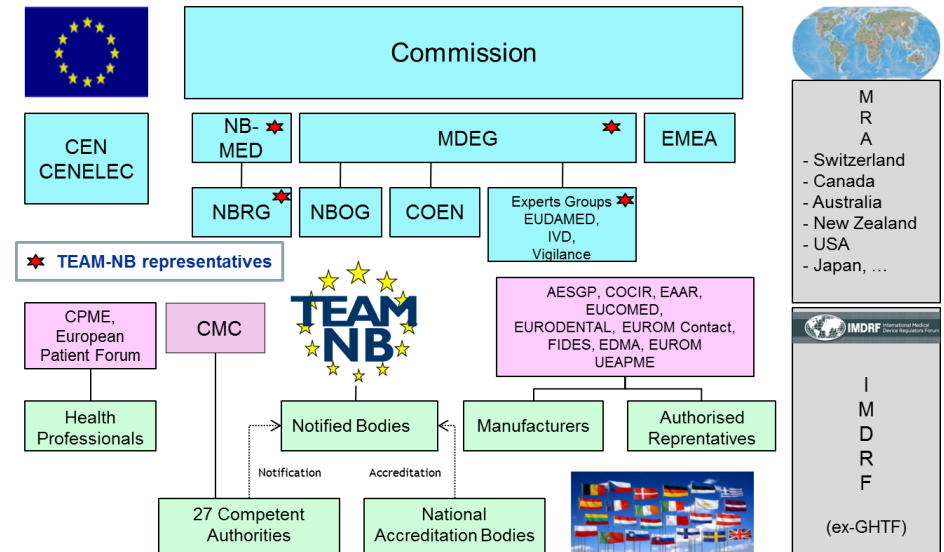 Commission
CEN
CENELEC
NB-
MED
MDEG
EMEA
NBRG
NBOG
COEN
Experts Groups
EUDAMED,
IVD,
Vigilance
TEAM-NB representatives
M
R
A
- Switzerland
- Canada
- Australia
- New Zealand
- USA
- Japan, …
CPME,
European
Patient Forum
CMC
TEAM
NB
AESGP, COCIR, EAAR,
EUCOMED,
EURODENTAL, EUROM Contact,
FIDES, EDMA, EUROM
UEAPME
IMDRF International Medical
Device Regulators Forum
I
M
D
R
F
(ex-GHTF)
Health
Professionals
Notified Bodies
Manufacturers
Authorised
Reprentatives
Notification
Accreditation
27 Competent
Authorities
National
Accreditation Bodies